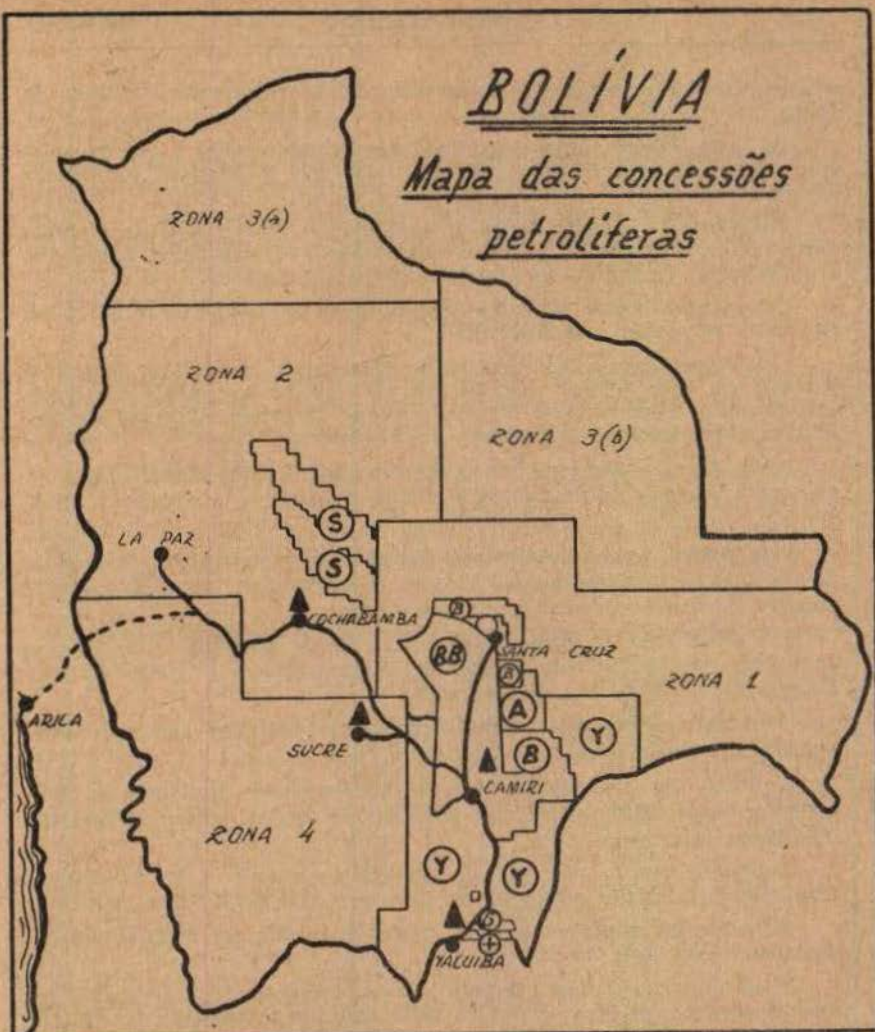 BOLÍVIA
Mapa das concessões
petrolíferas
ZONA 3(a)
ZONA 2
ZONA 3(b)
S
LA PAZ
S
COCHABAMBA
B
SANTA CRUZ
BB
B
ZONA 1
ARICA
A
SUCRE
Y
B
CAMIRI
ZONA 4
Y
Y
G
YACUIBA